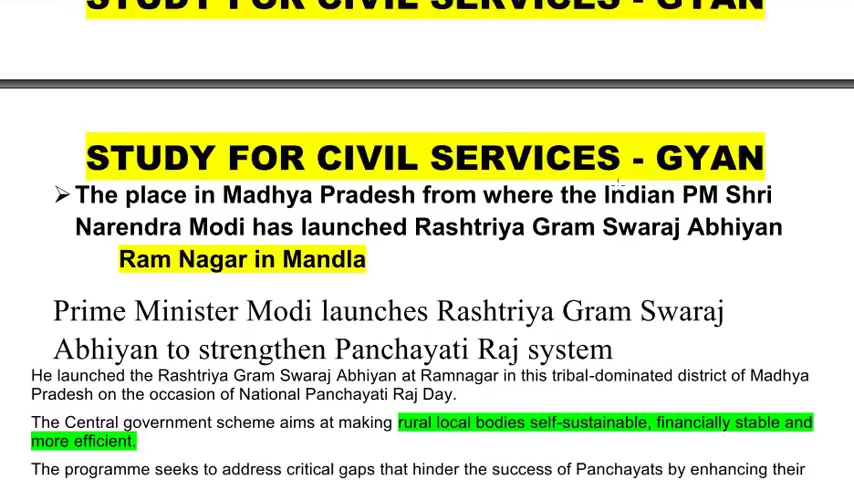 STUDY FOR CIVIL SERVICES - GYAN
STUDY FOR CIVIL SERVICES - GYAN
➢ The place in Madhya Pradesh from where the Indian PM Shri
Narendra Modi has launched Rashtriya Gram Swaraj Abhiyan
Ram Nagar in Mandla
Prime Minister Modi launches Rashtriya Gram Swaraj
Abhiyan to strengthen Panchayati Raj system
He launched the Rashtriya Gram Swaraj Abhiyan at Ramnagar in this tribal-dominated district of Madhya
Pradesh on the occasion of National Panchayati Raj Day.
The Central government scheme aims at making rural local bodies self-sustainable, financially stable and
more efficient.
The programme seeks to address critical gaps that hinder the success of Panchayats by enhancing their